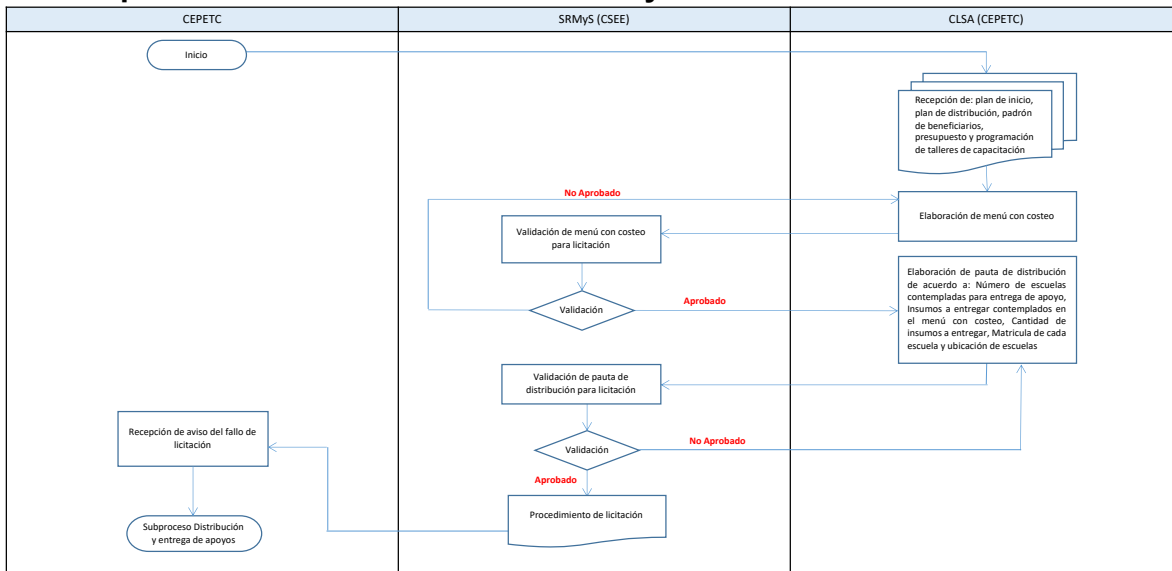 CEPETC
SRMyS (CSEE)
CLSA (CEPETC)
Inicio
Recepción de: plan de inicio,
plan de distribución, padrón
de beneficiarios,
presupuesto y programación
de talleres de capacitación
No Aprobado
Elaboración de menú con costeo
Validación de menú con costeo
para licitación
Validación
Aprobado
Elaboración de pauta de distribución
de acuerdo a: Número de escuelas
contempladas para entrega de apoyo,
Insumos a entregar contemplados en
el menú con costeo, Cantidad de
insumos a entregar, Matricula de cada
escuela y ubicación de escuelas
Validación de pauta de
distribución para licitación
Validación
No Aprobado
Aprobado
Recepción de aviso del fallo de
licitación
Procedimiento de licitación
Subproceso Distribución
y entrega de apoyos